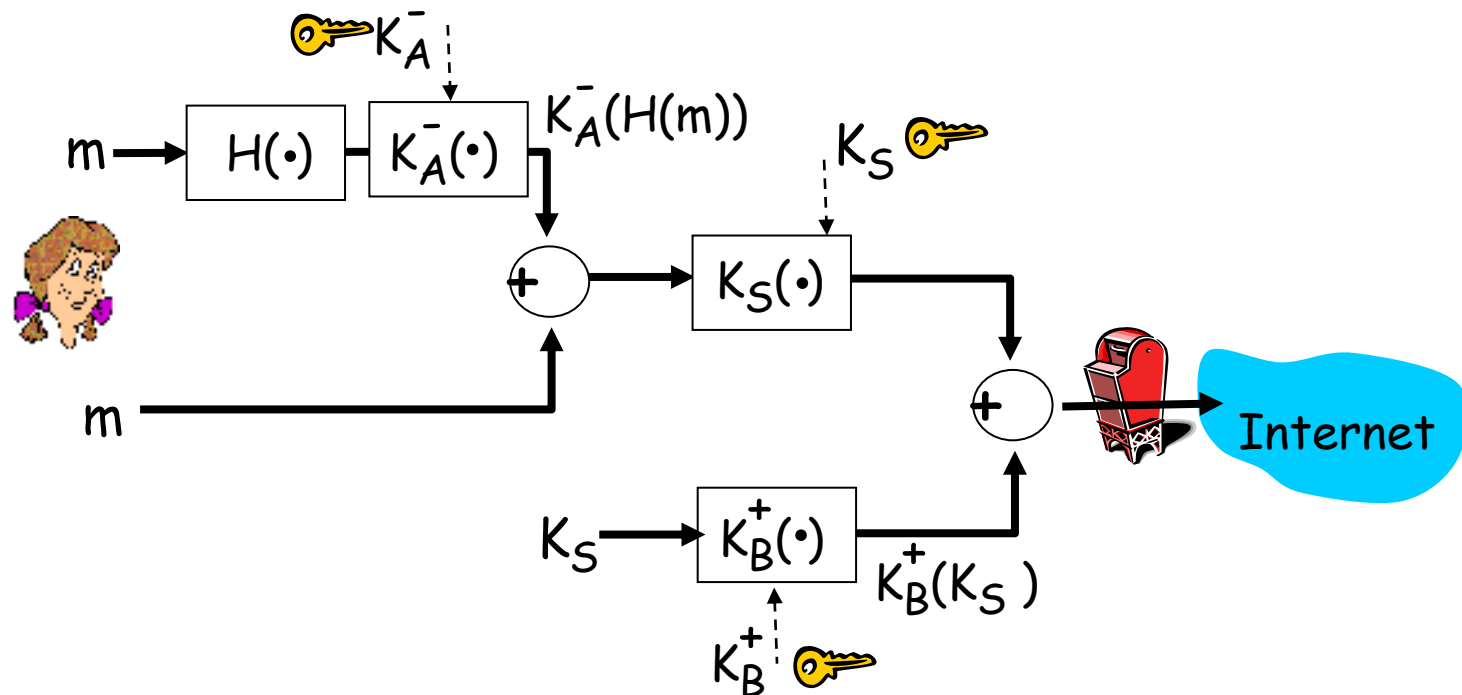 K_A^-
m
H(•)
K_A^-(•)
K_A^-(H(m))
K_S
+
K_S(•)
m
+
Internet
K_S
K_B^+(•)
K_B^+(K_S )
K_B^+